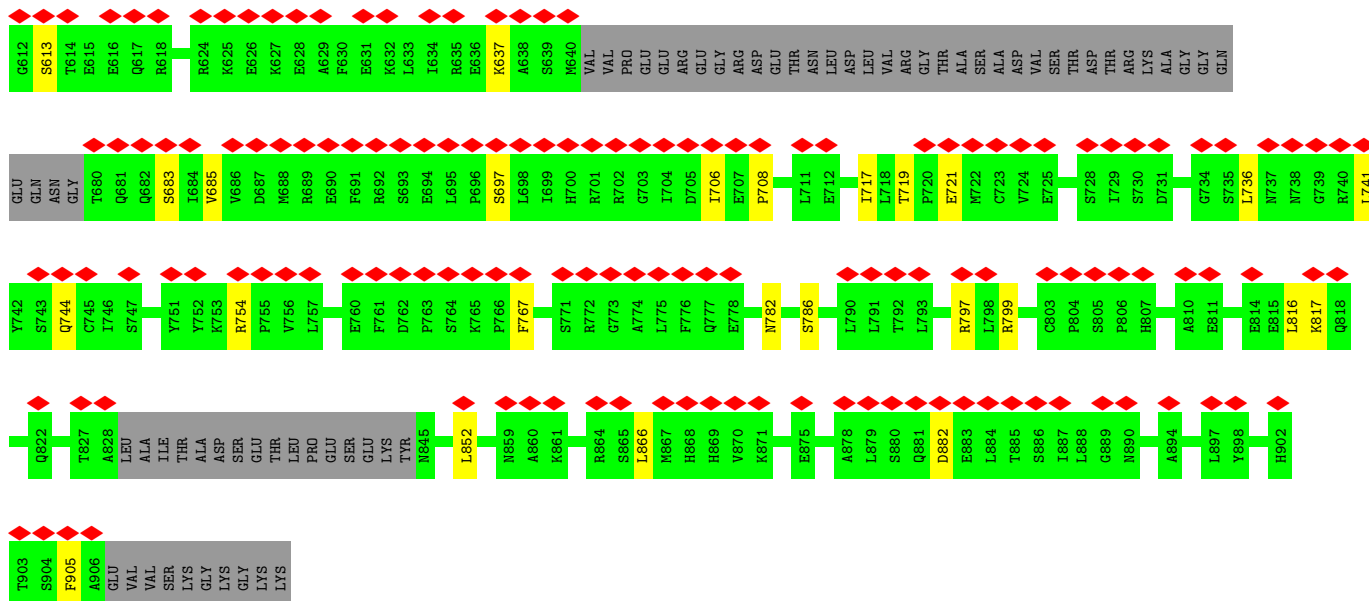 G612 S613 T614 E615 E616 Q617 R618 R624 K625 E626 K627 E628 A629 F630 E631 K632 L633 I634 R635 E636 K637 A638 S639 M640 VAL VAL PRO GLU GLU ARG GLU GLY ARG ASP GLU THR ASN LEU ASP LEU VAL ARG GLY THR ALA SER ALA ASP VAL SER THR ASP THR ARG LYS ALA GLY GLY GLN
GLU GLN ASN GLY T680 Q681 Q682 S683 I684 V685 V686 D687 M688 R689 E690 F691 R692 S693 E694 L695 P696 S697 L698 I699 H700 R701 R702 G703 I704 D705 I706 E707 P708 L711 E712 I717 L718 T719 P720 E721 M722 C723 V724 E725 S728 I729 S730 D731 G734 S735 L736 N737 N738 G739 R740 L741
Y742 S743 Q744 C745 I746 S747 Y751 Y752 K753 R754 P755 V756 L757 E760 F761 D762 P763 S764 K765 P766 F767 S771 R772 G773 A774 L775 F776 Q777 E778 N782 S786 L790 L791 T792 L793 R797 L798 R799 C803 P804 S805 P806 H807 A810 E811 E814 E815 L816 K817 Q818
Q822 T827 A828 LEU ALA ILE THR ALA ASP SER GLU THR LEU PRO GLU SER GLU LYS TYR N845 L852 N859 A860 K861 R864 S865 L866 M867 H868 H869 V870 K871 E875 A878 L879 S880 Q881 D882 E883 L884 T885 S886 I887 L888 G889 N890 A894 L897 Y898 H902
T903 S904 F905 A906 GLU VAL VAL SER LYS GLY LYS GLY LYS LYS